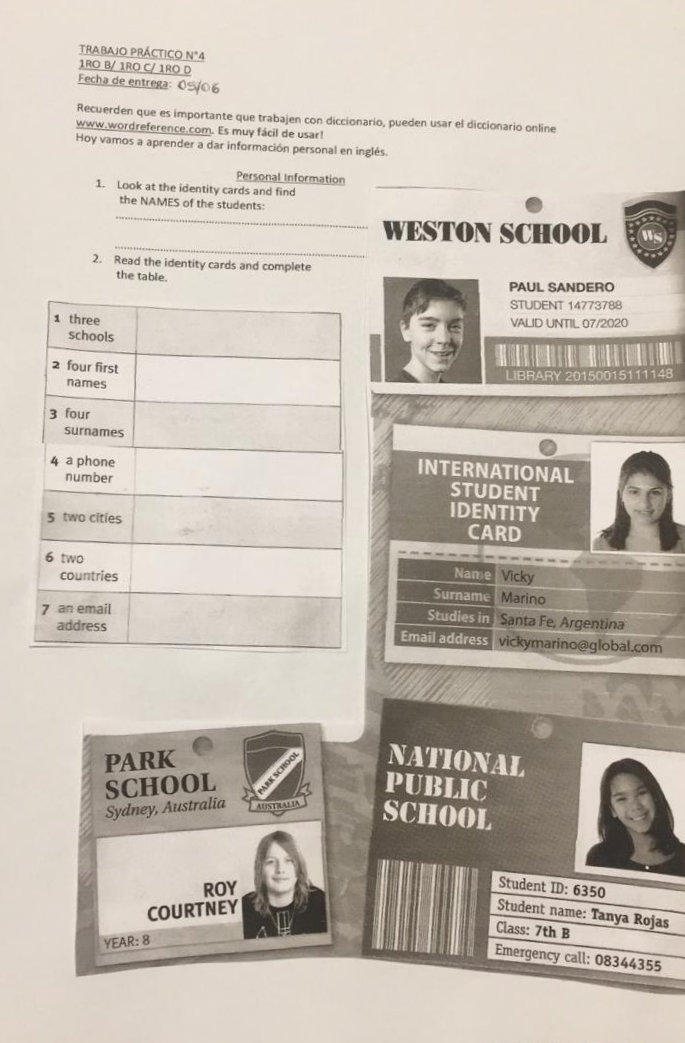 TRABAJO PRÁCTICO N°4
1RO B/ 1RO C/ 1RO D
Fecha de entrega: 05/06
Recuerden que es importante que trabajen con diccionario, pueden usar el diccionario online
www.wordreference.com. Es muy fácil de usar!
Hoy vamos a aprender a dar información personal en inglés.
Personal Information
1. Look at the identity cards and find
the NAMES of the students:
2. Read the identity cards and complete
the table.
1 three
schools
2 four first
names
3 four
surnames
4 a phone
number
5 two cities
6 two
countries
7 an email
address
WESTON SCHOOL
WS
PAUL SANDERO
STUDENT 14773788
VALID UNTIL 07/2020
LIBRARY 20150015111148
INTERNATIONAL
STUDENT
IDENTITY
CARD
Name Vicky
Surname Marino
Studies in Santa Fe, Argentina
Email address vickymarino@global.com
PARK
SCHOOL
Sydney, Australia
PARK SCHOOL
AUSTRALIA
ROY
COURTNEY
YEAR: 8
NATIONAL
PUBLIC
SCHOOL
Student ID: 6350
Student name: Tanya Rojas
Class: 7th B
Emergency call: 08344355